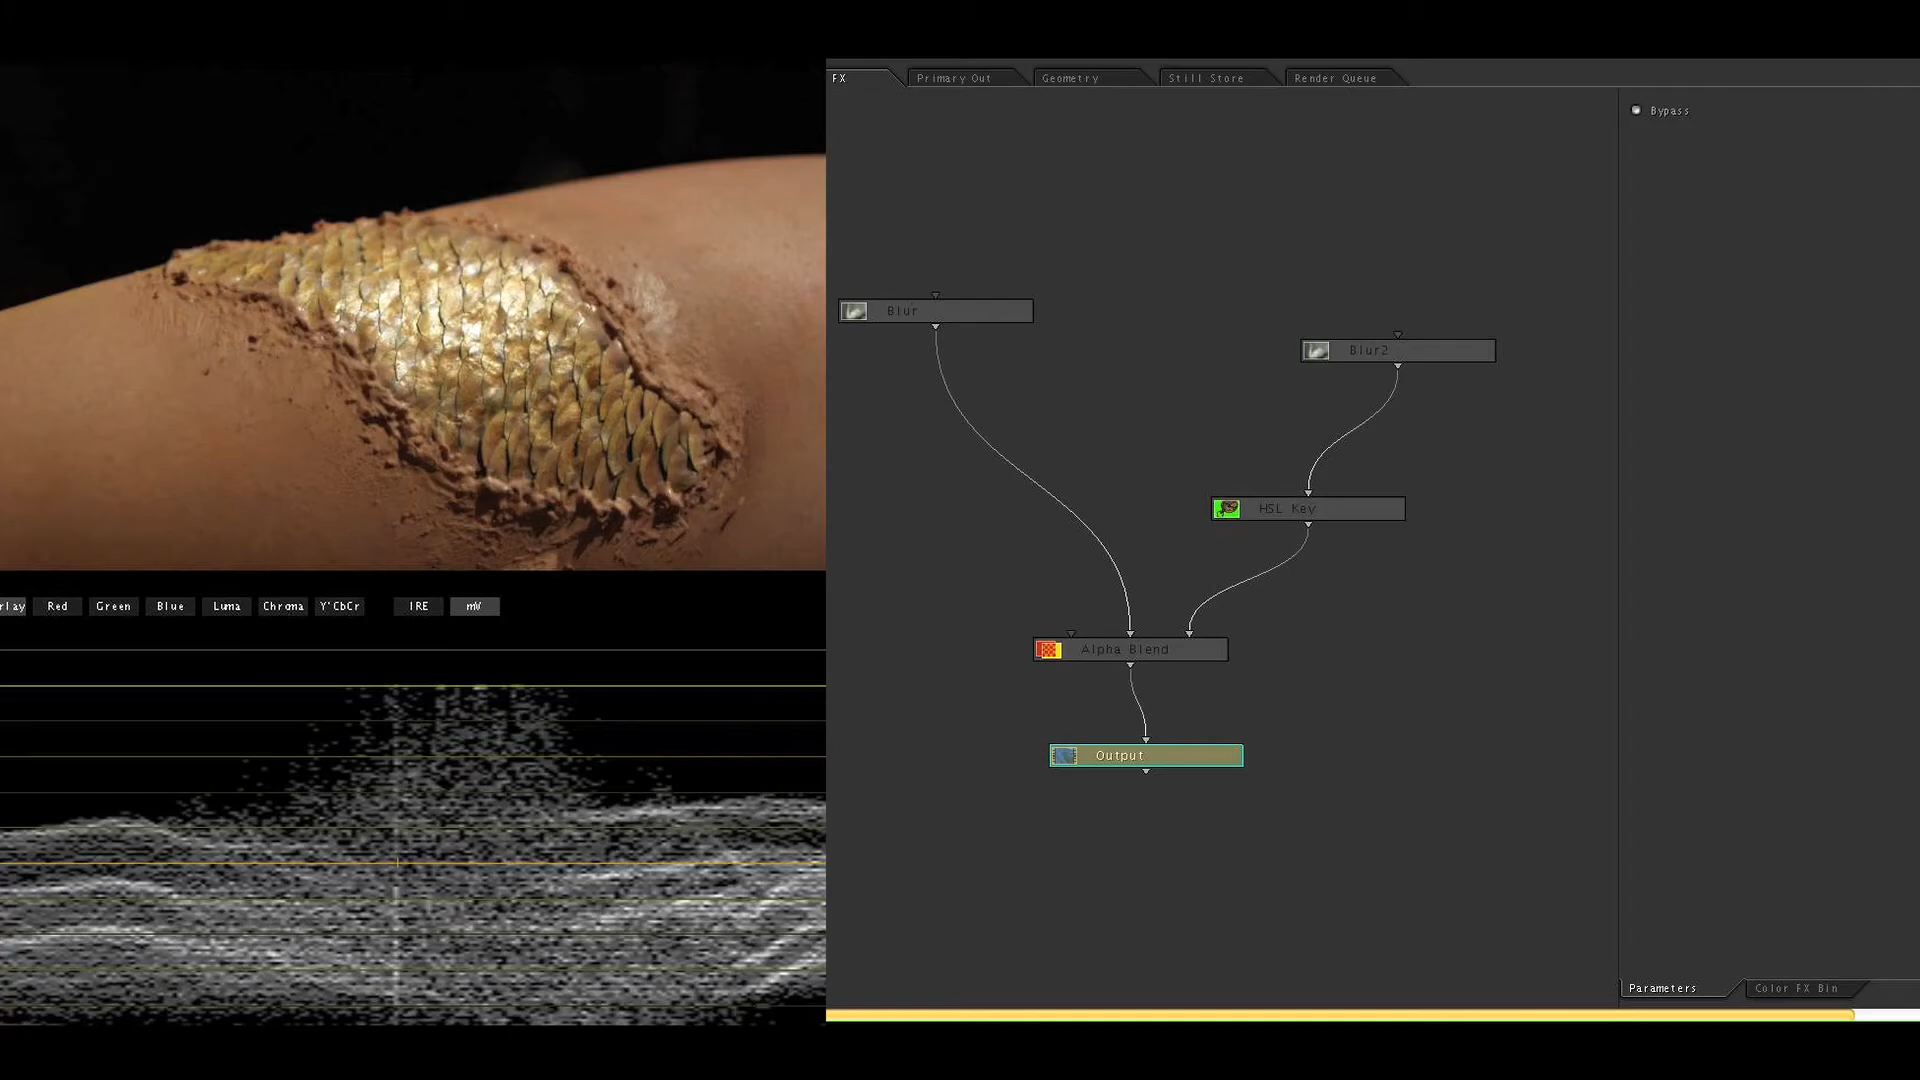 FX Primary Out Geometry Still Store Render Queue
Bypass
Blur
Blur2
HSL Key
rlay Red Green Blue Luma Chroma Y'CbCr IRE mV
Alpha Blend
Output
Parameters Color FX Bin